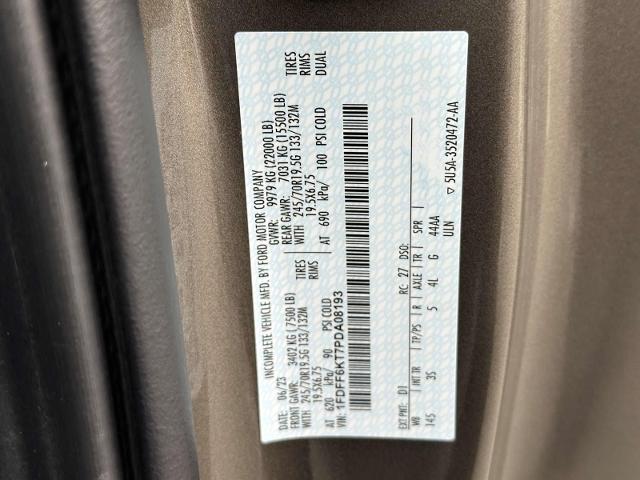 INCOMPLETE VEHICLE MFD. BY FORD MOTOR COMPANY
DATE: 06/23 GVWR: 9979 KG (22000 LB)
FRONT GAWR: 3402 KG (7500 LB) REAR GAWR: 7031 KG (15500 LB)
WITH 245/70R19.5G 133/132M TIRES WITH 245/70R19.5G 133/132M TIRES
19.5X6.75 RIMS 19.5X6.75 RIMS
AT 620 kPa/ 90 PSI COLD AT 690 kPa/ 100 PSI COLD DUAL
VIN: 1FDFF6KT7PDA08193
EXT PNT: D1 RC: 27 DSO:
WB INT TR TP/PS R AXLE TR SPR
145 35 5 4L G 44AA
ULN
▽ 5U5A-3520472-AA